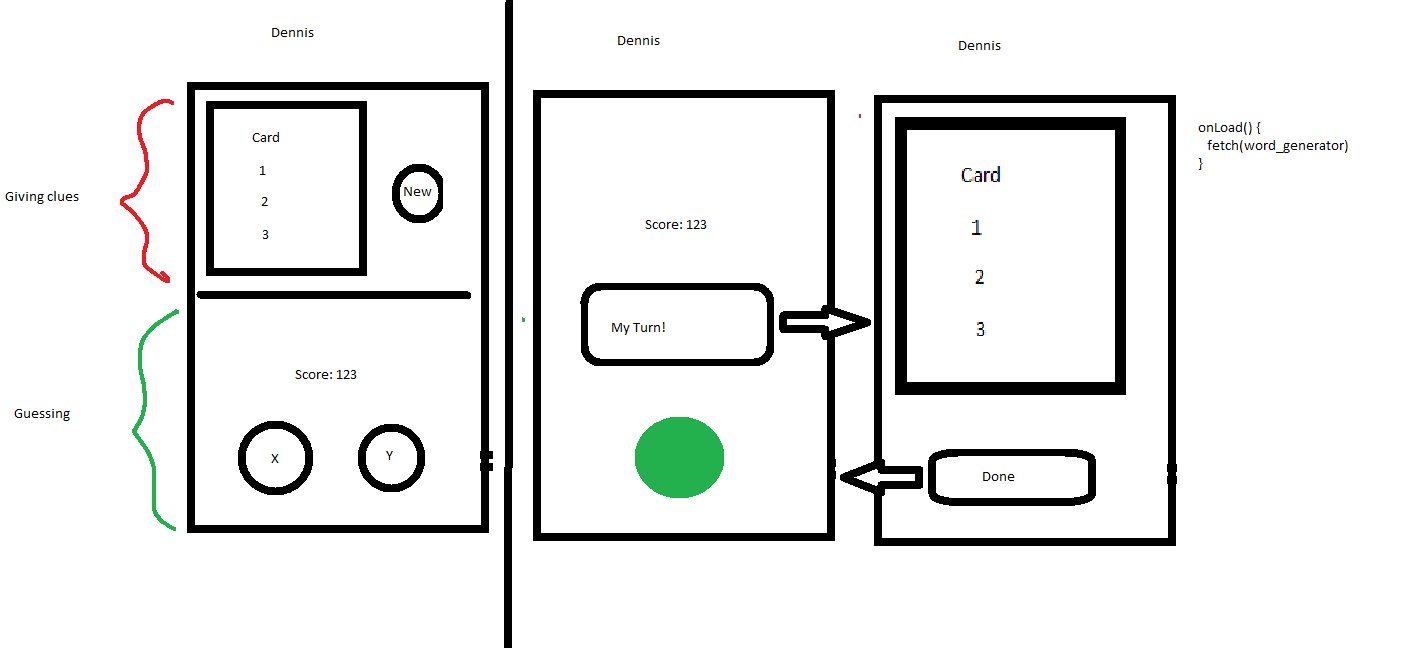 Dennis
Giving clues
Card
1
2
3
New
Guessing
Score: 123
X
Y
Dennis
Score: 123
My Turn!
Dennis
Card
1
2
3
Done
onLoad() {
fetch(word_generator)
}